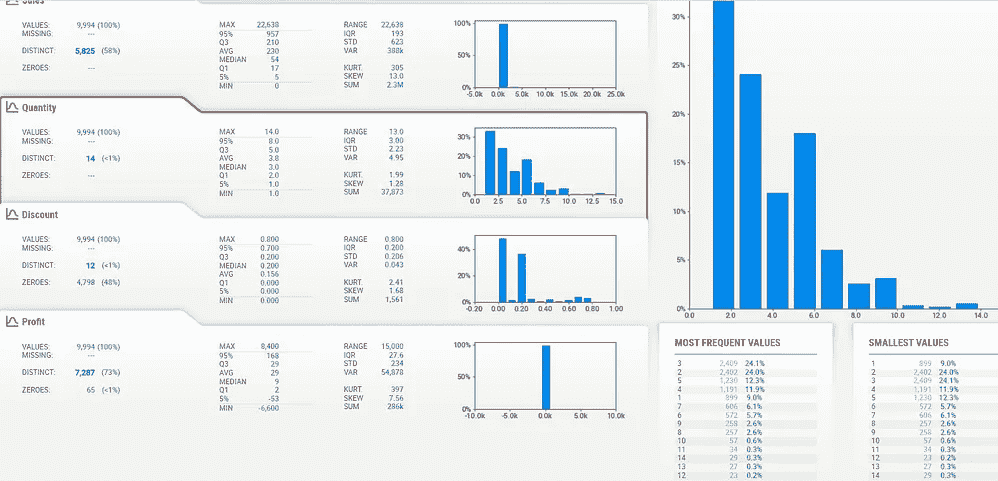 Sales
VALUES: 9,994 (100%)
MISSING: ---
DISTINCT: 5,825 (58%)
ZEROES: ---
MAX 22,638
95% 957
Q3 210
AVG 230
MEDIAN 54
Q1 17
5% 5
MIN 0
RANGE 22,638
IQR 193
STD 623
VAR 388k
KURT. 305
SKEW 13.0
SUM 2.3M
100%
50%
0%
-5.0k 0.0k 5.0k 10.0k 15.0k 20.0k 25.0k
Quantity
VALUES: 9,994 (100%)
MISSING: ---
DISTINCT: 14 (<1%)
ZEROES: ---
MAX 14.0
95% 8.0
Q3 5.0
AVG 3.8
MEDIAN 3.0
Q1 2.0
5% 1.0
MIN 1.0
RANGE 13.0
IQR 3.00
STD 2.23
VAR 4.95
KURT. 1.99
SKEW 1.28
SUM 37,873
30%
20%
10%
0%
0.0 2.5 5.0 7.5 10.0 12.5 15.0
Discount
VALUES: 9,994 (100%)
MISSING: ---
DISTINCT: 12 (<1%)
ZEROES: 4,798 (48%)
MAX 0.800
95% 0.700
Q3 0.200
MEDIAN 0.200
AVG 0.156
Q1 0.000
5% 0.000
MIN 0.000
RANGE 0.800
IQR 0.200
STD 0.206
VAR 0.043
KURT. 2.41
SKEW 1.68
SUM 1,561
40%
20%
0%
-0.20 0.00 0.20 0.40 0.60 0.80 1.00
Profit
VALUES: 9,994 (100%)
MISSING: ---
DISTINCT: 7,287 (73%)
ZEROES: 65 (<1%)
MAX 8,400
95% 168
Q3 29
AVG 29
MEDIAN 9
Q1 2
5% -53
MIN -6,600
RANGE 15,000
IQR 27.6
STD 234
VAR 54,878
KURT. 397
SKEW 7.56
SUM 286k
100%
50%
0%
-10.0k -5.0k 0.0k 5.0k 10.0k
30%
25%
20%
15%
10%
5%
0%
0.0 2.0 4.0 6.0 8.0 10.0 12.0 14.0
MOST FREQUENT VALUES
3 2,409 24.1%
2 2,402 24.0%
5 1,230 12.3%
4 1,191 11.9%
1 899 9.0%
7 606 6.1%
6 572 5.7%
9 258 2.6%
8 257 2.6%
10 57 0.6%
11 34 0.3%
14 29 0.3%
13 27 0.3%
12 23 0.2%
SMALLEST VALUES
1 899 9.0%
2 2,402 24.0%
3 2,409 24.1%
4 1,191 11.9%
5 1,230 12.3%
6 572 5.7%
7 606 6.1%
8 257 2.6%
9 258 2.6%
10 57 0.6%
11 34 0.3%
12 23 0.2%
13 27 0.3%
14 29 0.3%